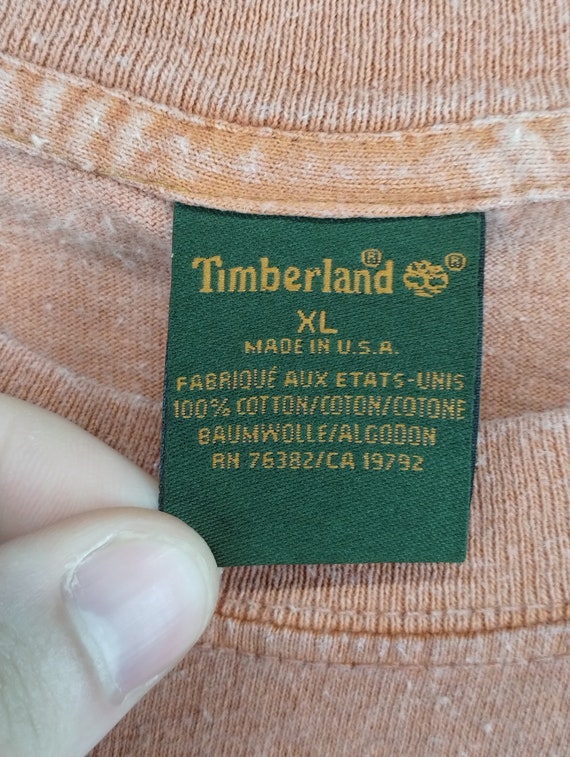 Timberland® ®
XL
MADE IN U.S.A.
FABRIQUÉ AUX ETATS-UNIS
100% COTTON/COTON/COTONE
BAUMWOLLE/ALGODON
RN 76382/CA 19792